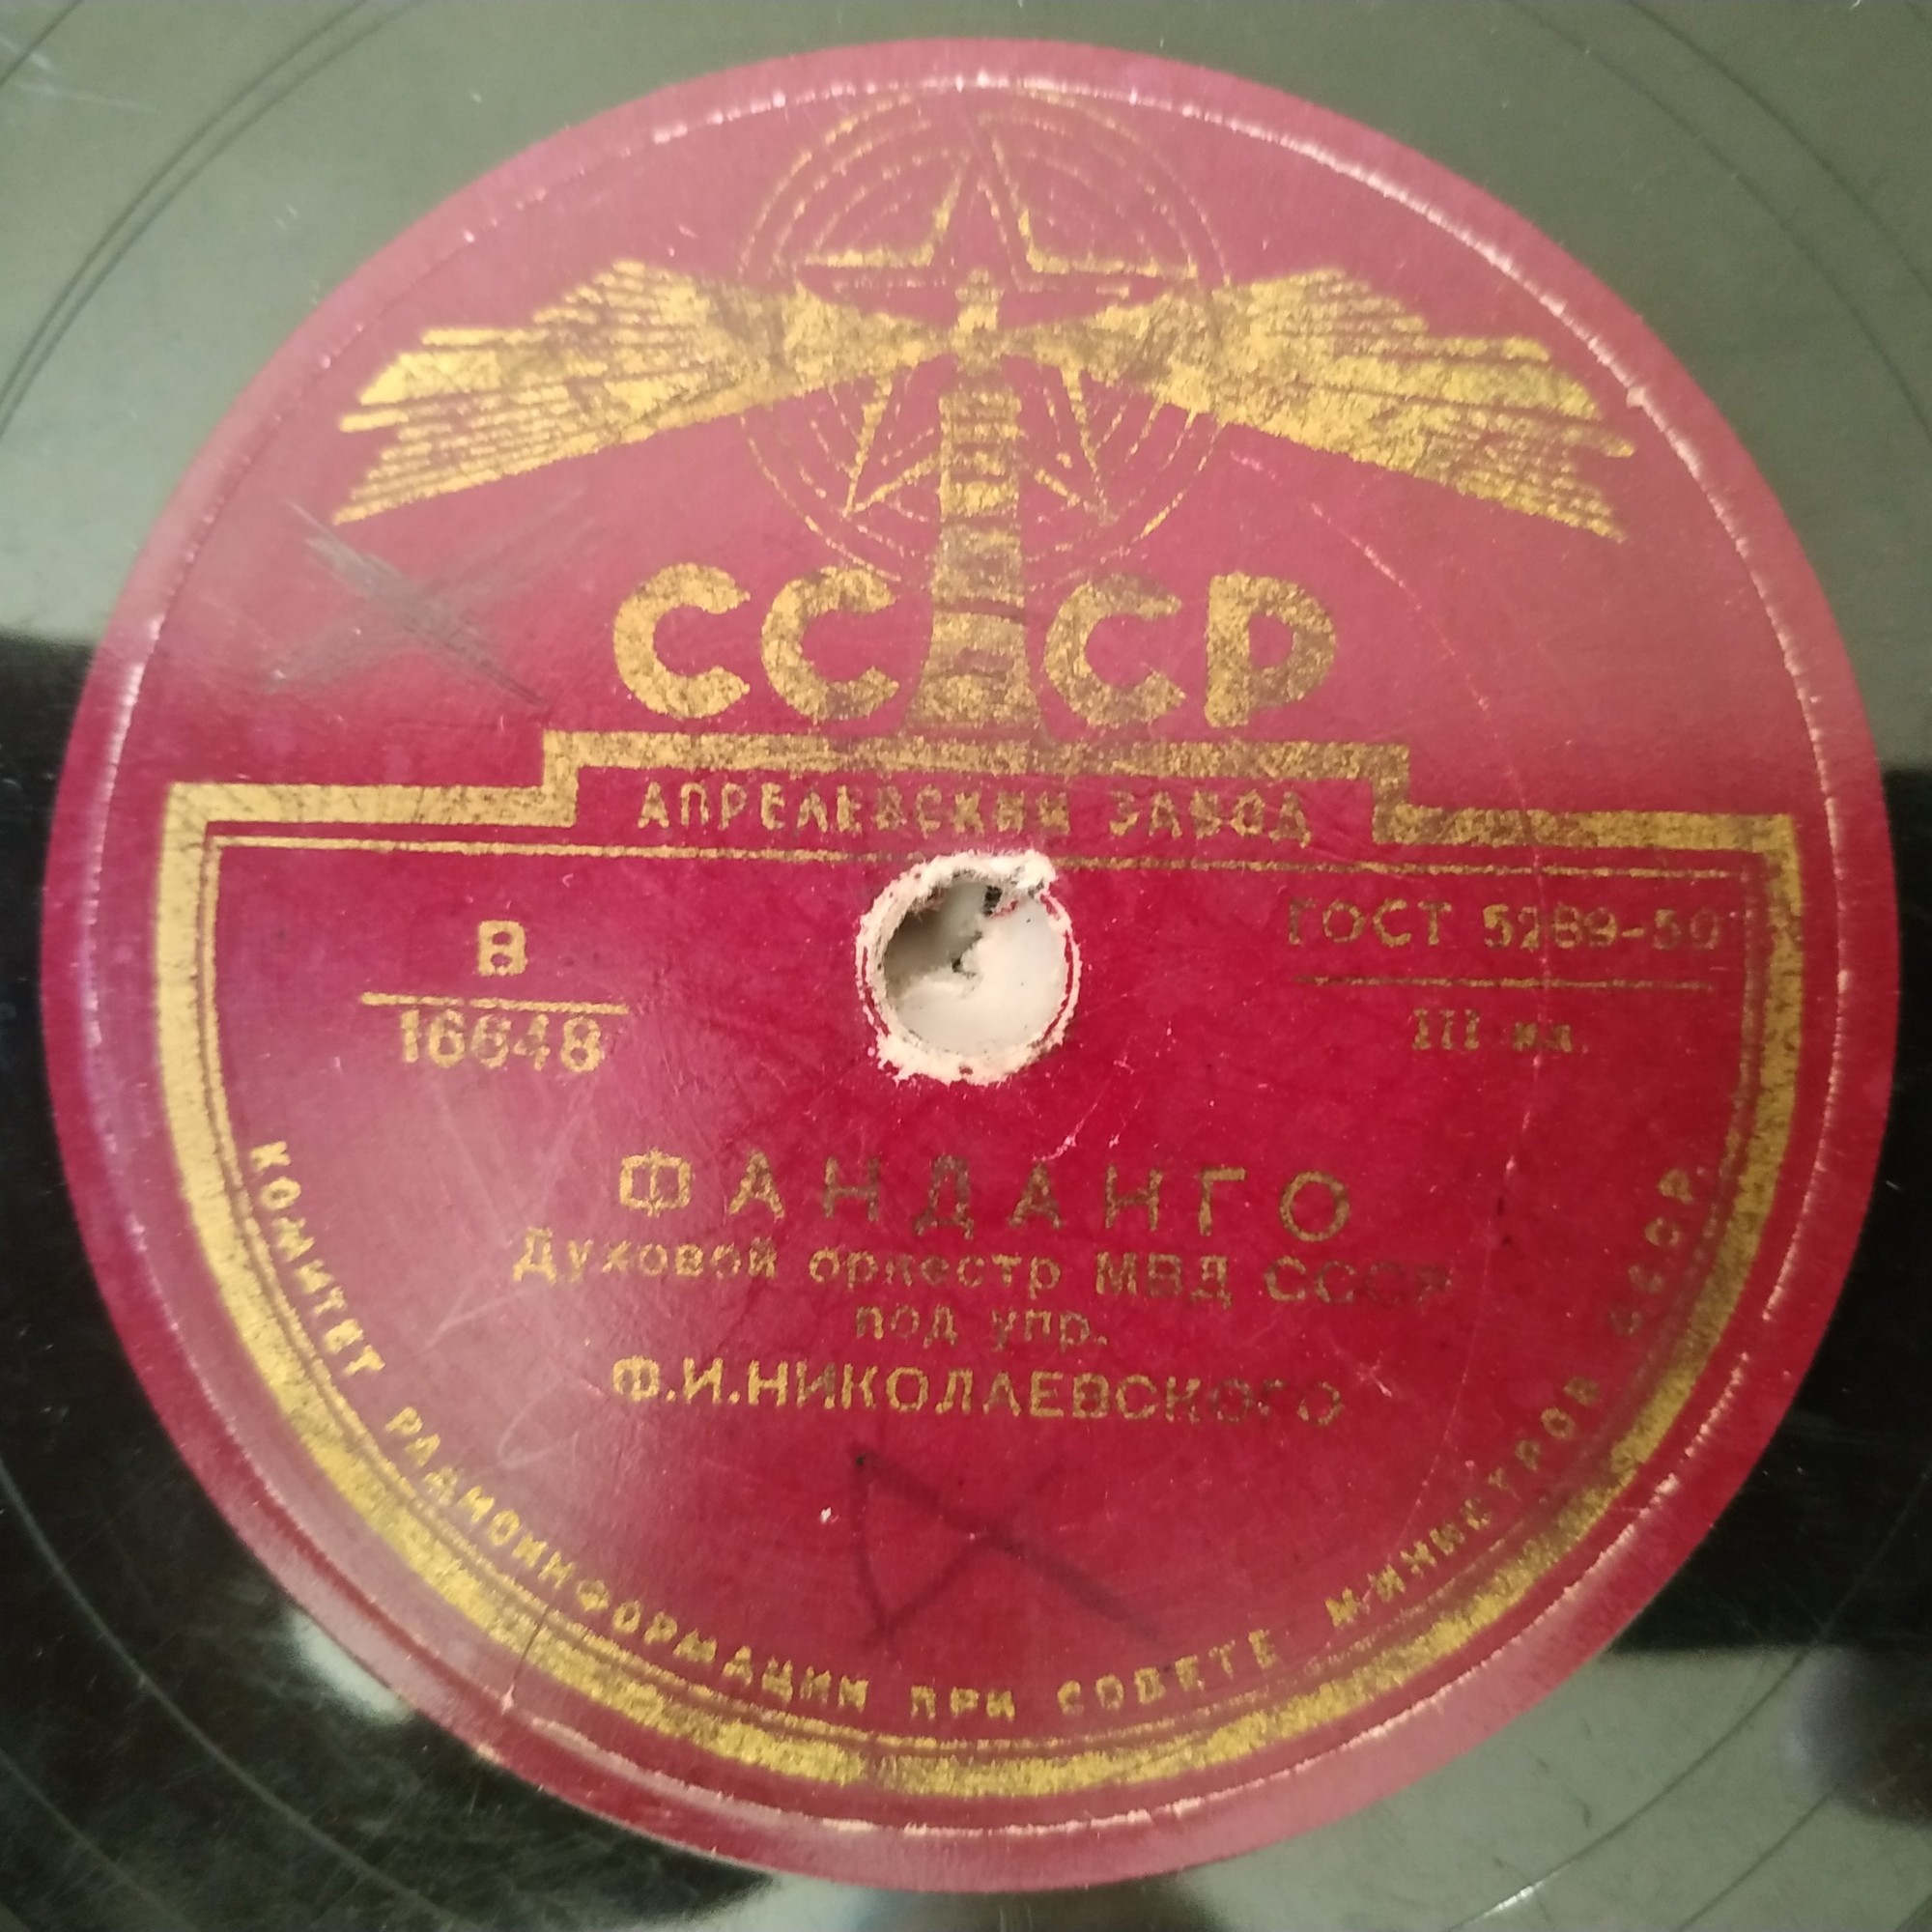 СССР
АПРЕЛЕВСКИЙ ЗАВОД
В
16648
ГОСТ 5289-50
III кл.
ФАНДАНГО
Духовой оркестр МВД СССР
под упр.
Ф.И.НИКОЛАЕВСКОГО
КОМИТЕТ РАДИОИНФОРМАЦИИ ПРИ СОВЕТЕ МИНИСТРОВ СССР